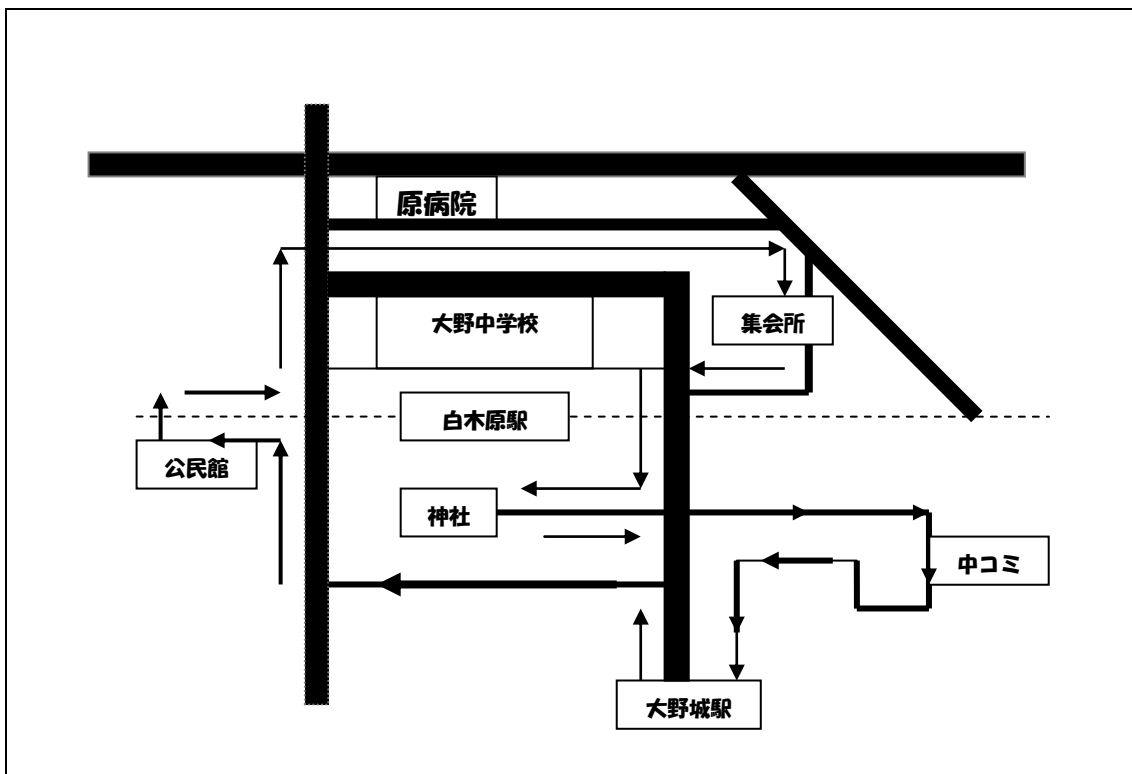 原病院
大野中学校
集会所
白木原駅
公民館
神社
中コミ
大野城駅